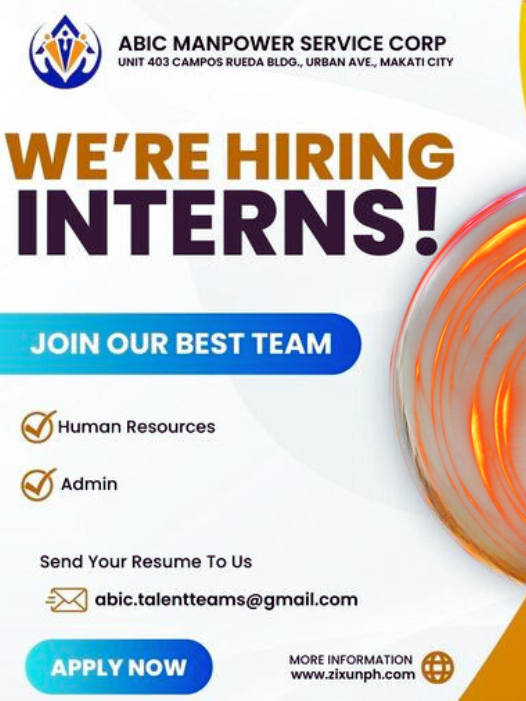 ABIC MANPOWER SERVICE CORP
UNIT 403 CAMPOS RUEDA BLDG., URBAN AVE., MAKATI CITY
WE'RE HIRING
INTERNS!
JOIN OUR BEST TEAM
Human Resources
Admin
Send Your Resume To Us
abic.talentteams@gmail.com
APPLY NOW
MORE INFORMATION
www.zixunph.com